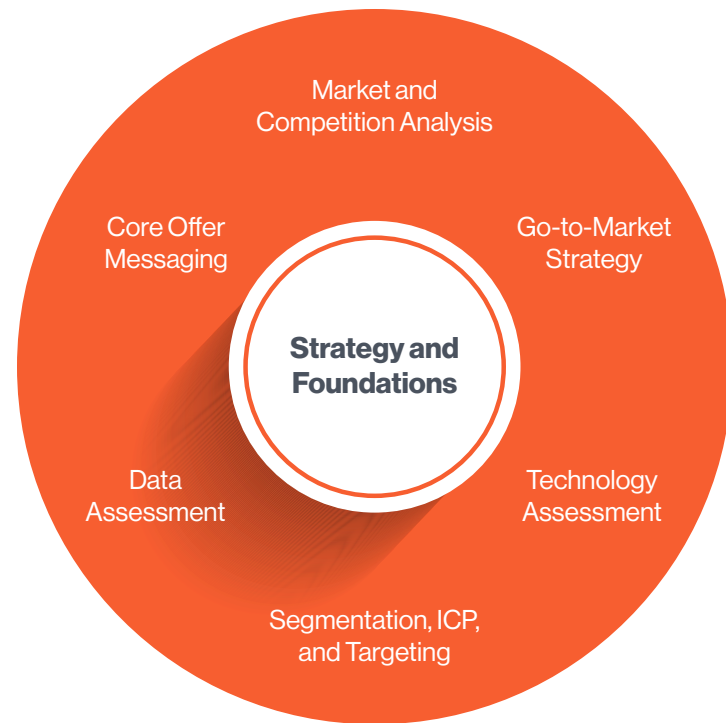 Market and
Competition Analysis
Core Offer
Messaging
Go-to-Market
Strategy
Strategy and
Foundations
Data
Assessment
Technology
Assessment
Segmentation, ICP,
and Targeting